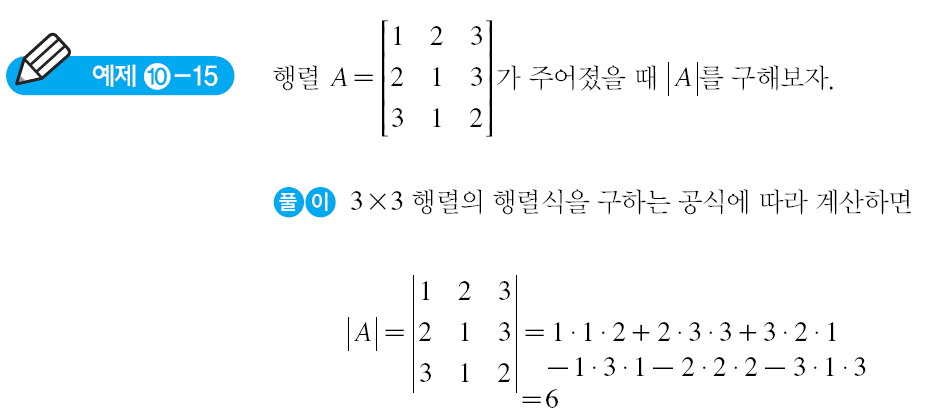 예제 10-15 행렬 A = [1 2 3; 2 1 3; 3 1 2] 가 주어졌을 때 |A|를 구해보자.
풀이 3×3 행렬의 행렬식을 구하는 공식에 따라 계산하면
1 2 3
|A| = 2 1 3 = 1·1·2 + 2·3·3 + 3·2·1
3 1 2 − 1·3·1 − 2·2·2 − 3·1·3
= 6